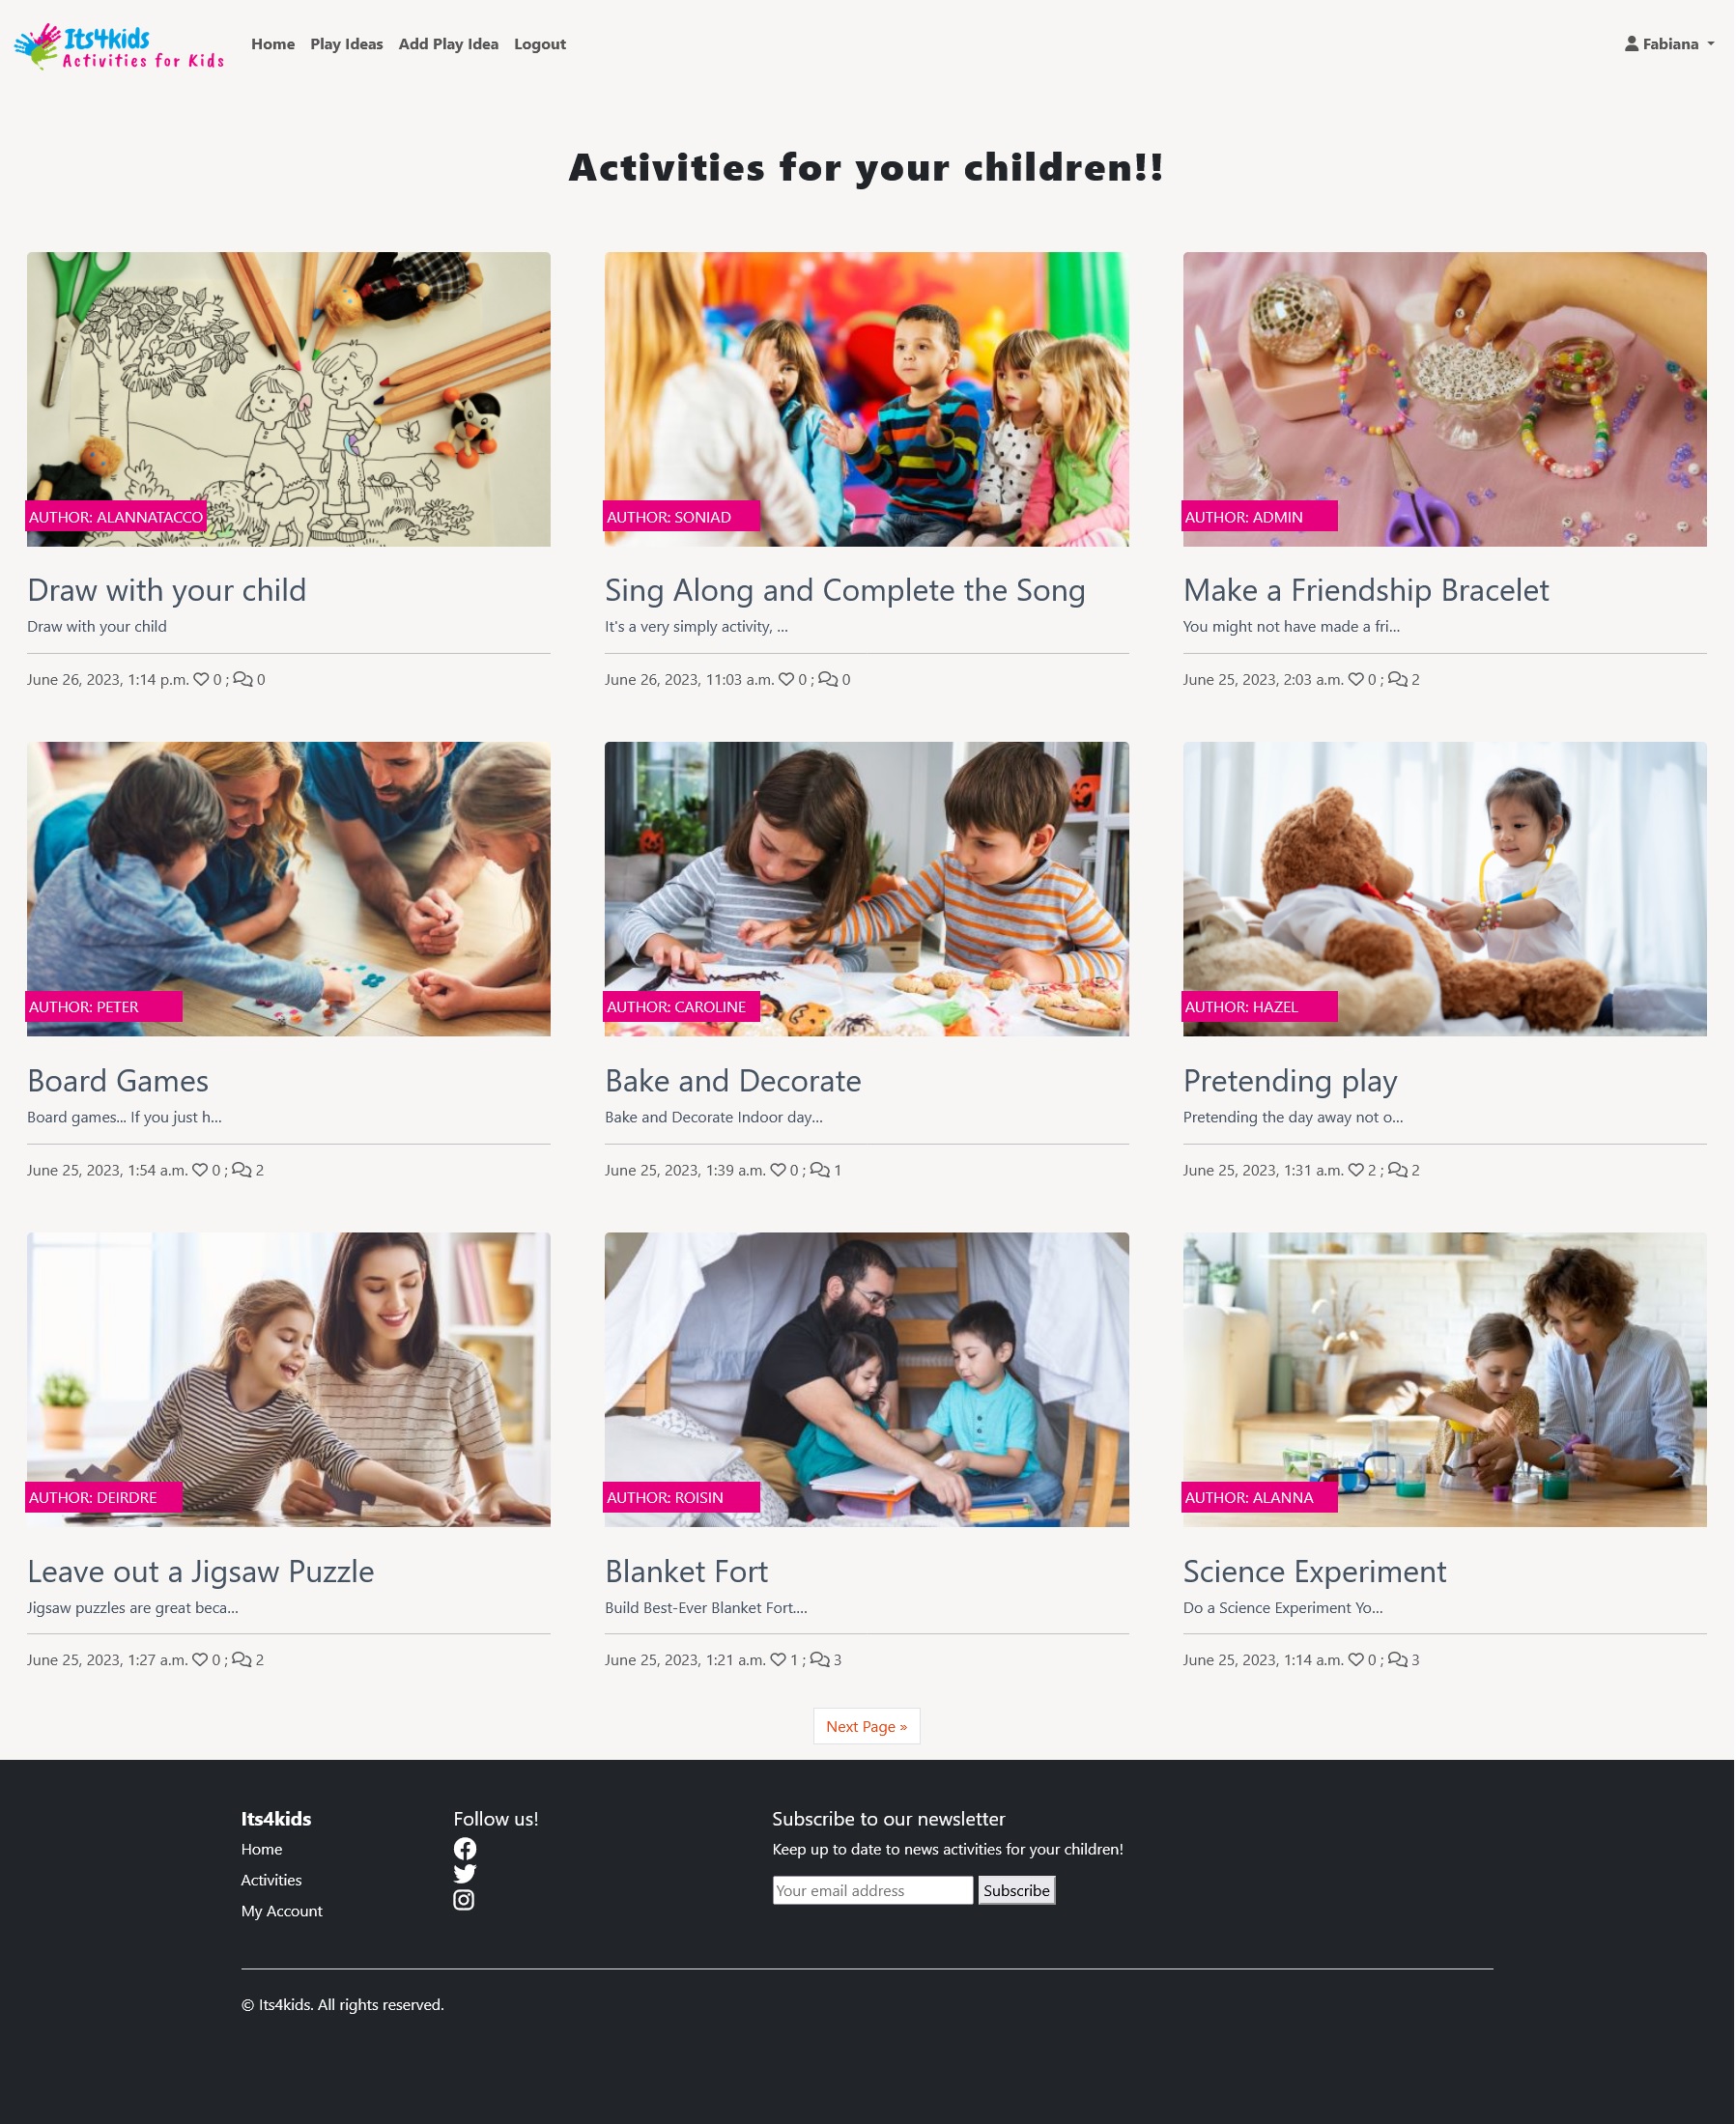 Its4kids
Activities for Kids
Home Play Ideas Add Play Idea Logout
Fabiana
Activities for your children!!
AUTHOR: ALANNATACCO
AUTHOR: SONIAD
AUTHOR: ADMIN
Draw with your child
Draw with your child
June 26, 2023, 1:14 p.m. 0 ; 0
Sing Along and Complete the Song
It's a very simply activity, ...
June 26, 2023, 11:03 a.m. 0 ; 0
Make a Friendship Bracelet
You might not have made a fri...
June 25, 2023, 2:03 a.m. 0 ; 2
AUTHOR: PETER
Board Games
Board games... If you just h...
June 25, 2023, 1:54 a.m. 0 ; 2
AUTHOR: CAROLINE
Bake and Decorate
Bake and Decorate Indoor day...
June 25, 2023, 1:39 a.m. 0 ; 1
AUTHOR: HAZEL
Pretending play
Pretending the day away not o...
June 25, 2023, 1:31 a.m. 2 ; 2
AUTHOR: DEIRDRE
Leave out a Jigsaw Puzzle
Jigsaw puzzles are great beca...
June 25, 2023, 1:27 a.m. 0 ; 2
AUTHOR: ROISIN
Blanket Fort
Build Best-Ever Blanket Fort....
June 25, 2023, 1:21 a.m. 1 ; 3
AUTHOR: ALANNA
Science Experiment
Do a Science Experiment Yo...
June 25, 2023, 1:14 a.m. 0 ; 3
Next Page »
Its4kids
Home
Activities
My Account
Follow us!
Subscribe to our newsletter
Keep up to date to news activities for your children!
Your email address Subscribe
© Its4kids. All rights reserved.